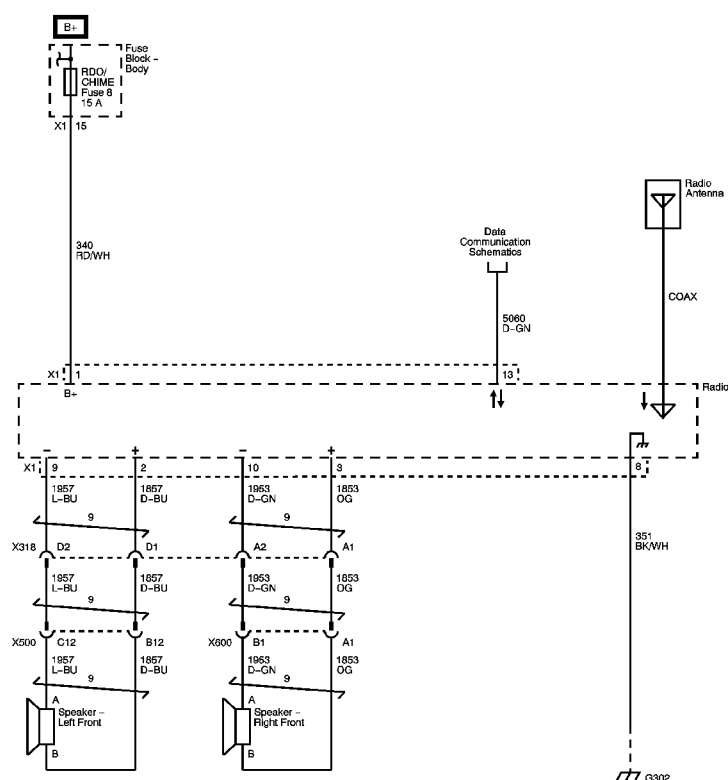 B+
Fuse
Block –
Body
RDO/
CHIME
Fuse 8
15 A
X1 15
Radio
Antenna
Data
Communication
Schematics
340
RD/WH
COAX
5060
D–GN
X1 1 13
B+
Radio
– + – +
X1 9 2 10 3 8
1957
L–BU
1857
D–BU
1953
D–GN
1853
OG
9 9
351
BK/WH
X318 D2 D1 A2 A1
1957
L–BU
1857
D–BU
1953
D–GN
1853
OG
9 9
X500 C12 B12 X600 B1 A1
1957
L–BU
1857
D–BU
1953
D–GN
1853
OG
9 9
A
Speaker –
Left Front
B
A
Speaker –
Right Front
B
G302